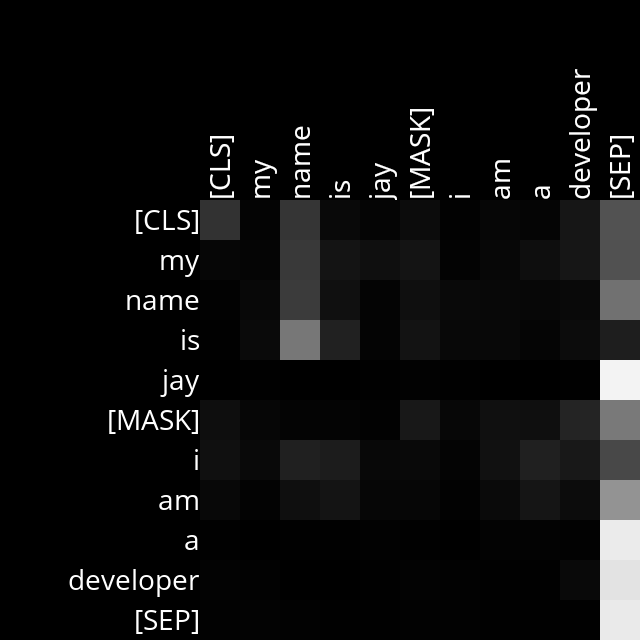 [CLS] my name is jay [MASK] i am a developer [SEP]
[CLS]
my
name
is
jay
[MASK]
i
am
a
developer
[SEP]